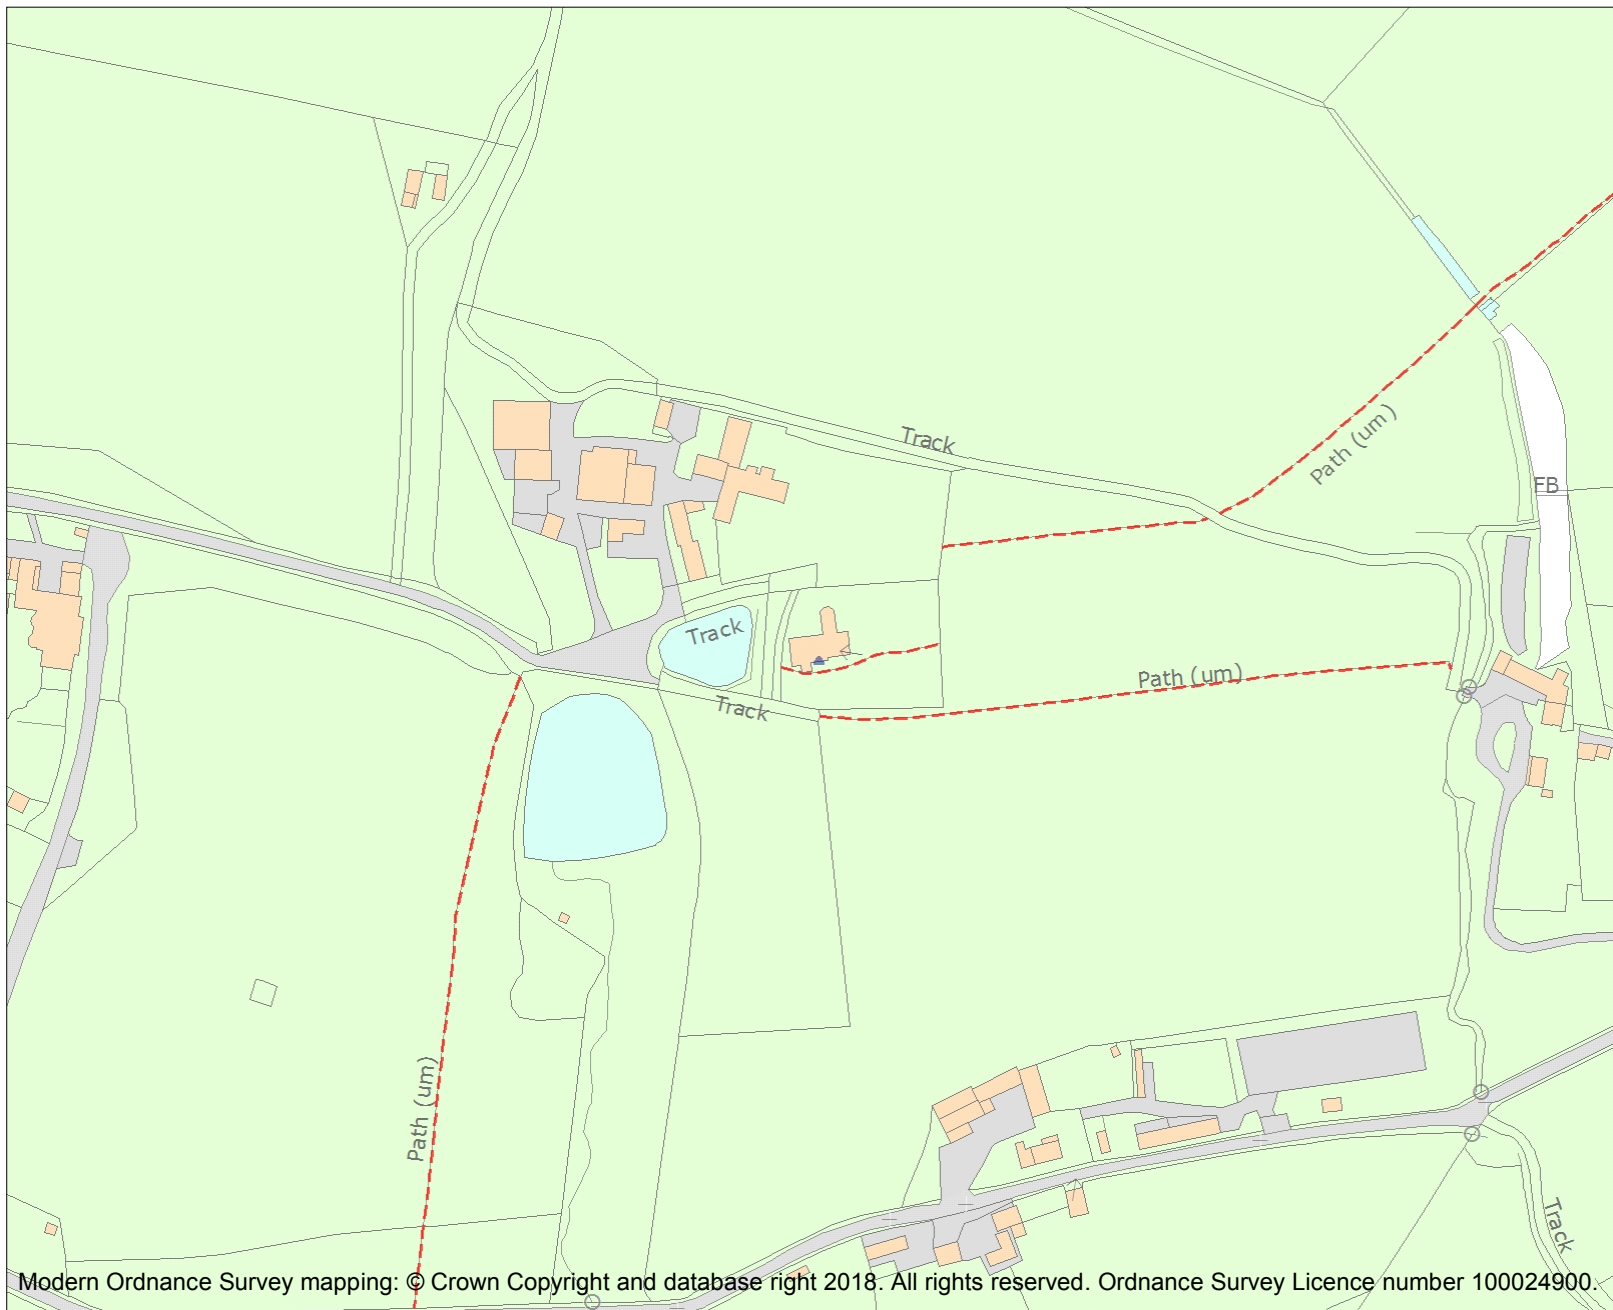 Track
Path (um)
FB
Track
Path (um)
Track
Path (um)
Track
Modern Ordnance Survey mapping: © Crown Copyright and database right 2018. All rights reserved. Ordnance Survey Licence number 100024900.